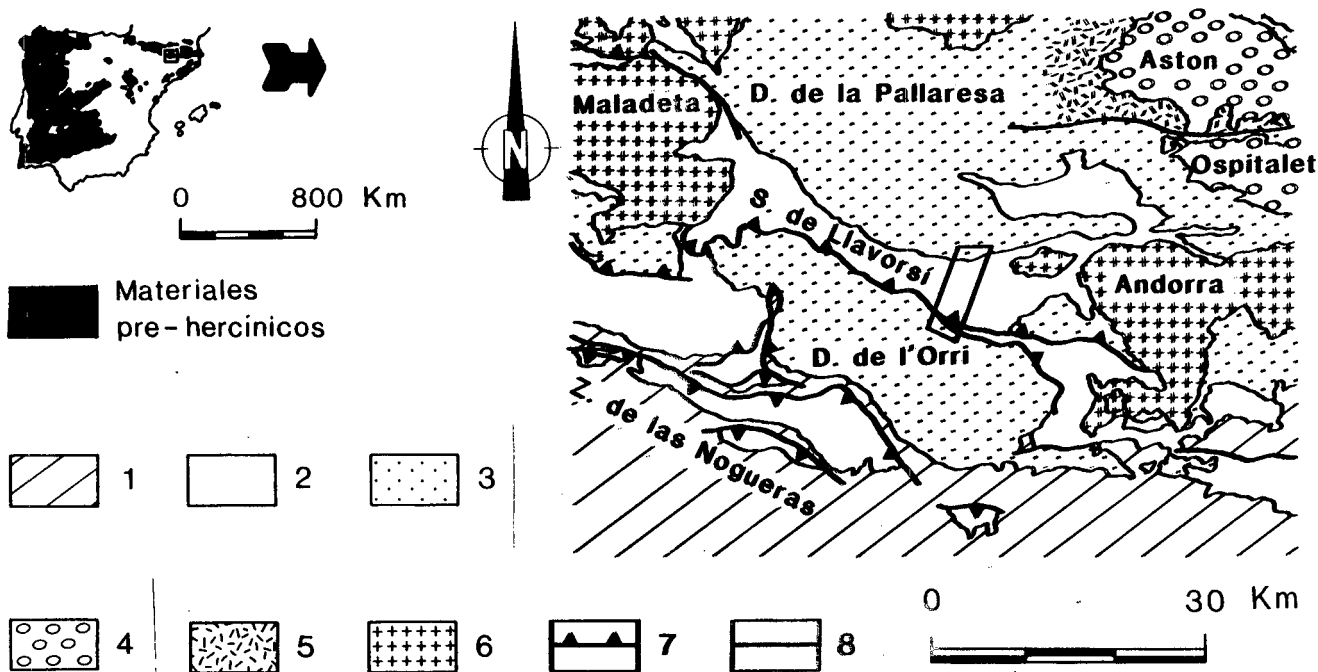 0 800 Km
Materiales
pre-hercinicos
N
Aston
Maladeta
D. de la Pallaresa
Ospitalet
S. de Llavorsí
Andorra
D. de l'Orri
Z. de las Nogueras
1 2 3
4 5 6 7 8
0 30 Km